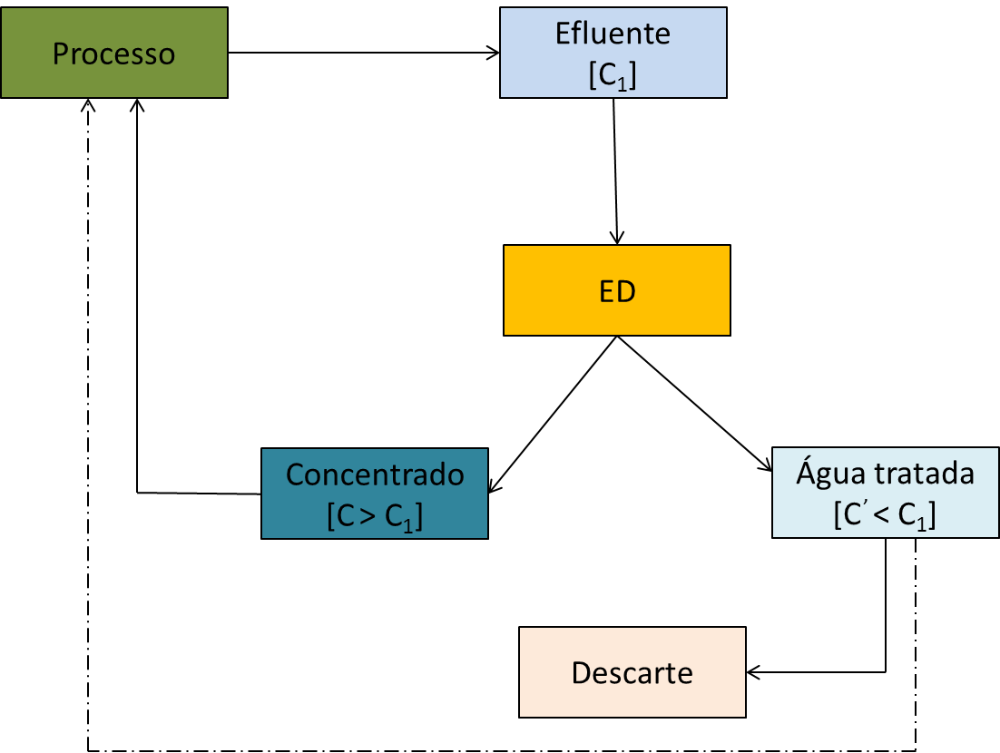 Processo
Efluente
[C₁]
ED
Concentrado
[C > C₁]
Água tratada
[C’ < C₁]
Descarte